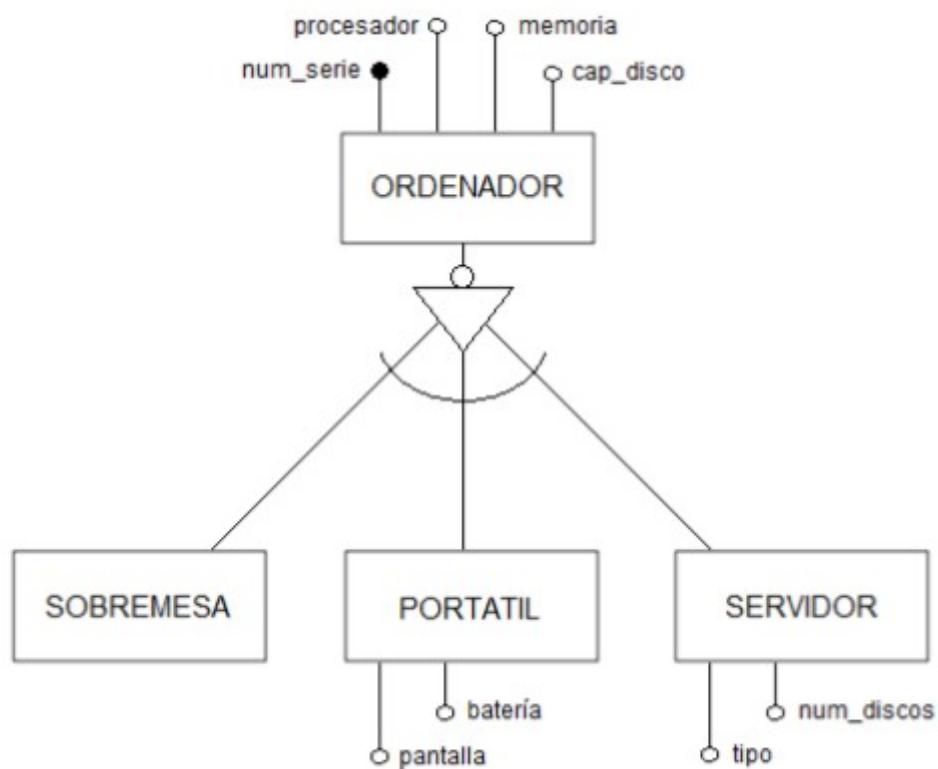 procesador
memoria
num_serie
cap_disco
ORDENADOR
SOBREMESA
PORTATIL
SERVIDOR
batería
num_discos
pantalla
tipo